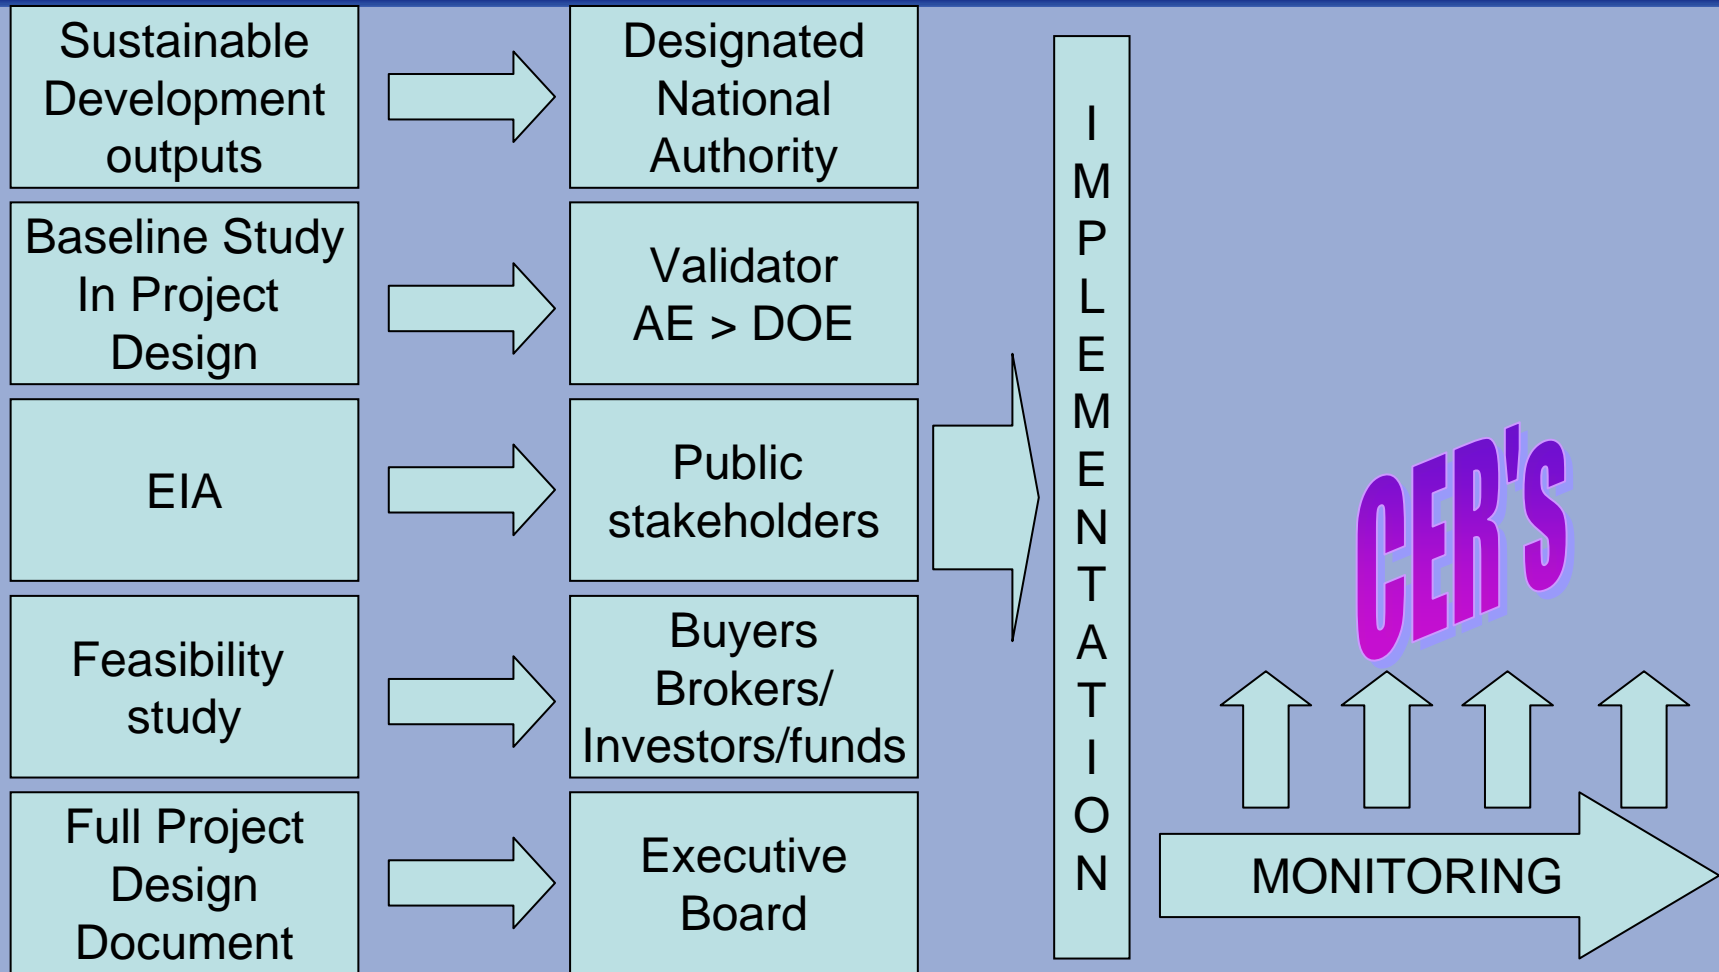 Sustainable
Development
outputs
Designated
National
Authority
Baseline Study
In Project
Design
Validator
AE > DOE
EIA
Public
stakeholders
Feasibility
study
Buyers
Brokers/
Investors/funds
Full Project
Design
Document
Executive
Board
I
M
P
L
E
M
E
N
T
A
T
I
O
N
CER'S
MONITORING